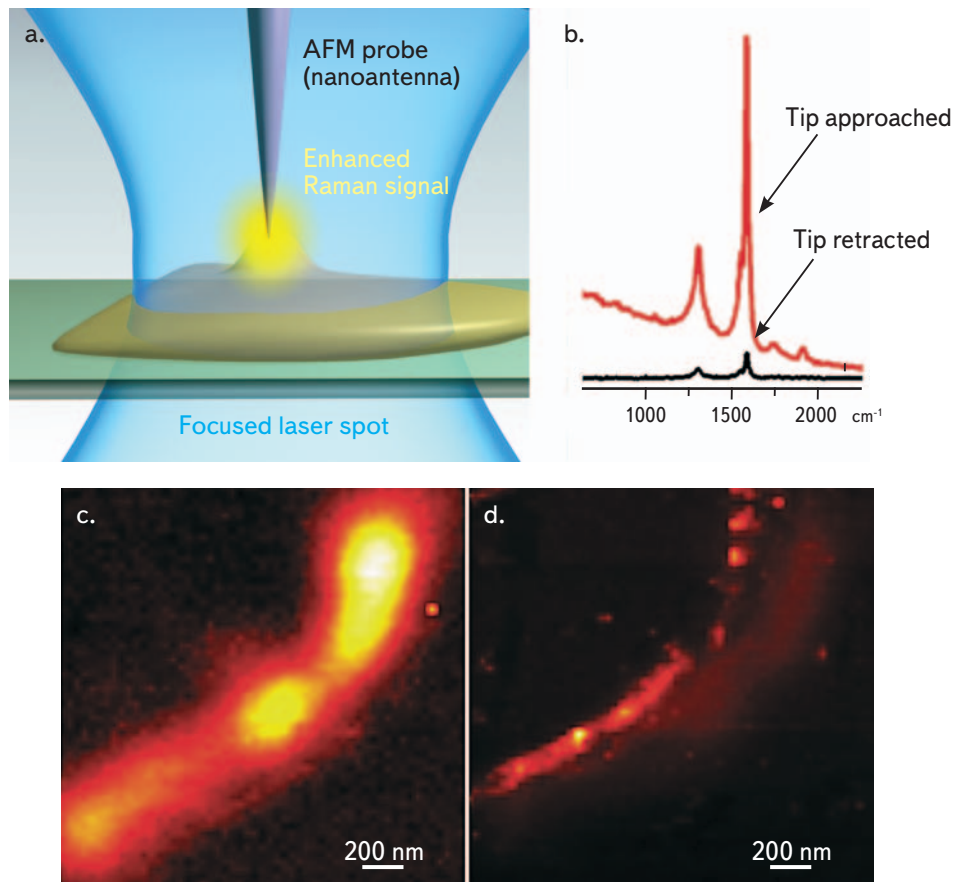 a.
AFM probe
(nanoantenna)
Enhanced
Raman signal
Focused laser spot
b.
Tip approached
Tip retracted
1000 1500 2000 cm⁻¹
c.
200 nm
d.
200 nm